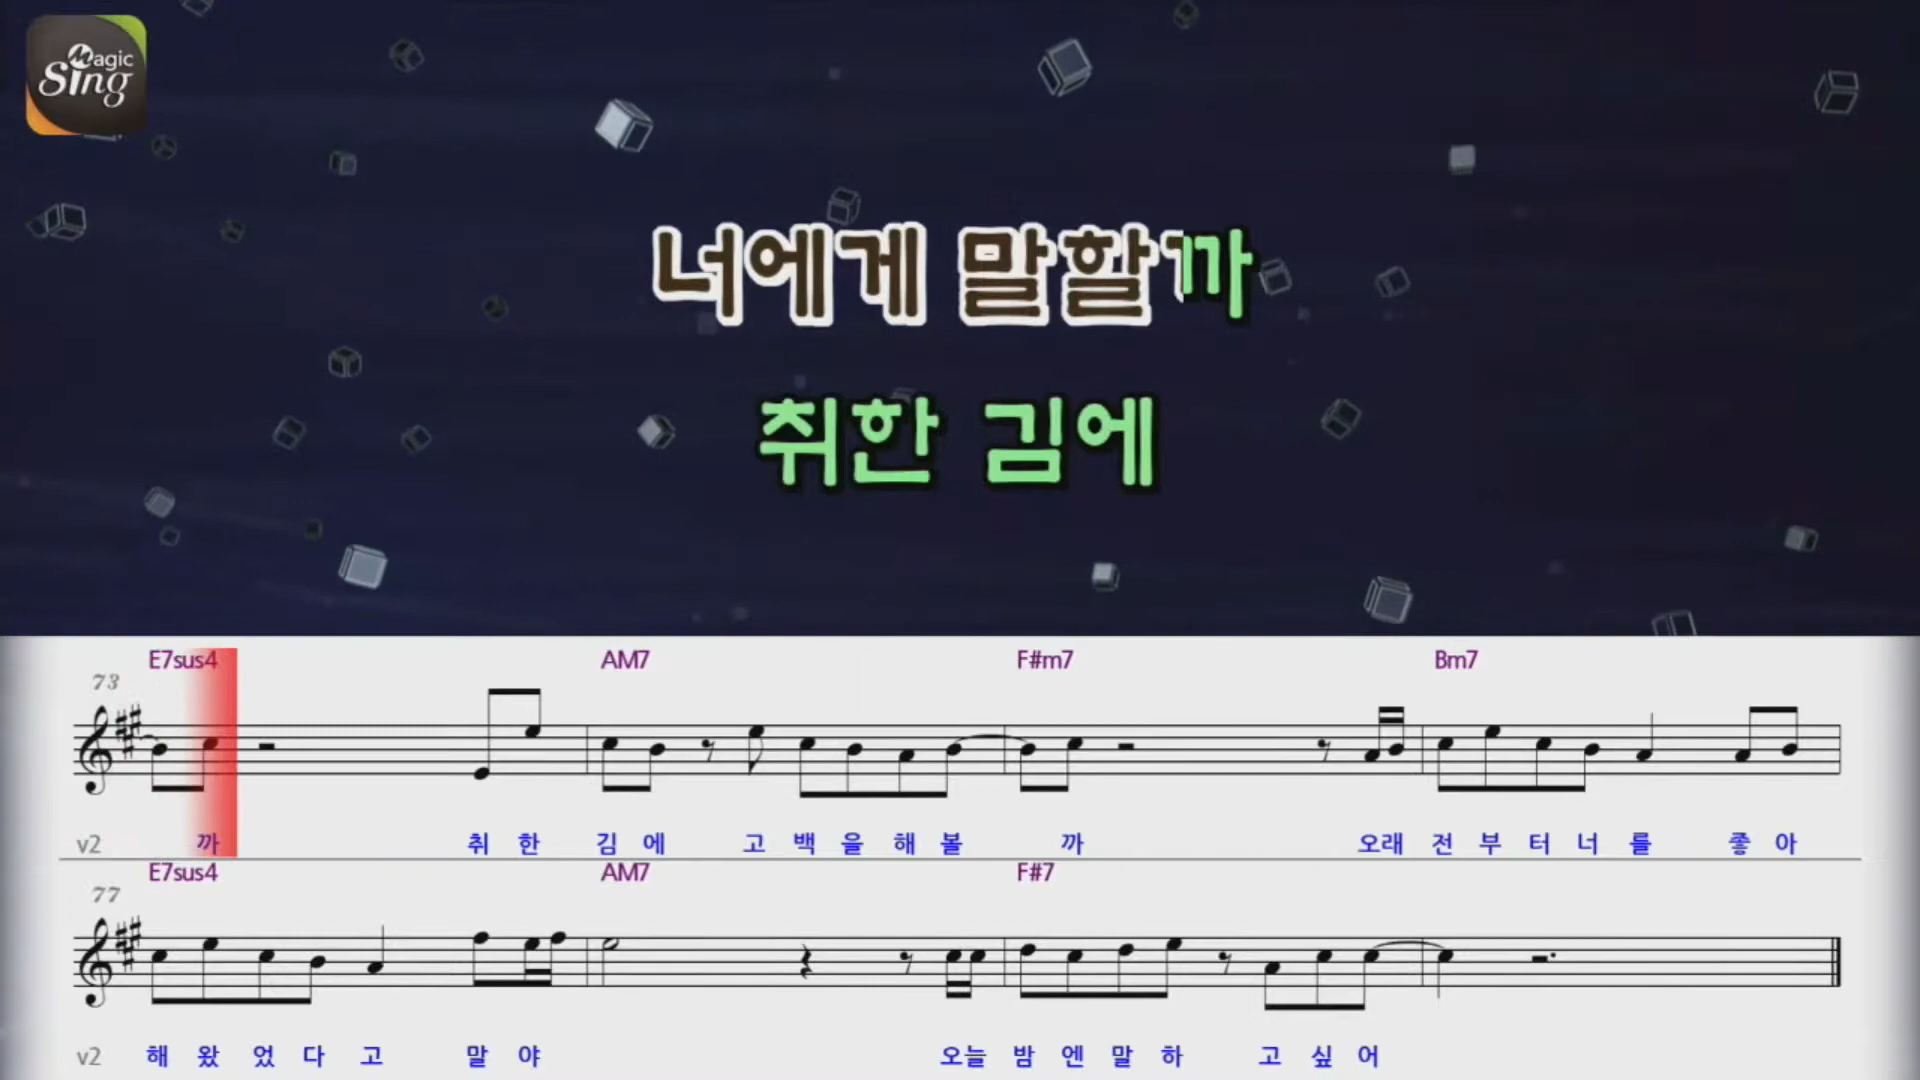 Magic
Sing
너에게 말할까
취한 김에
E7sus4 AM7 F#m7 Bm7
73
v2 까 취 한 김 에 고 백 을 해 볼 까 오래 전 부 터 너 를 좋 아
E7sus4 AM7 F#7
77
v2 해 왔 었 다 고 말 야 오늘 밤 엔 말 하 고 싶 어